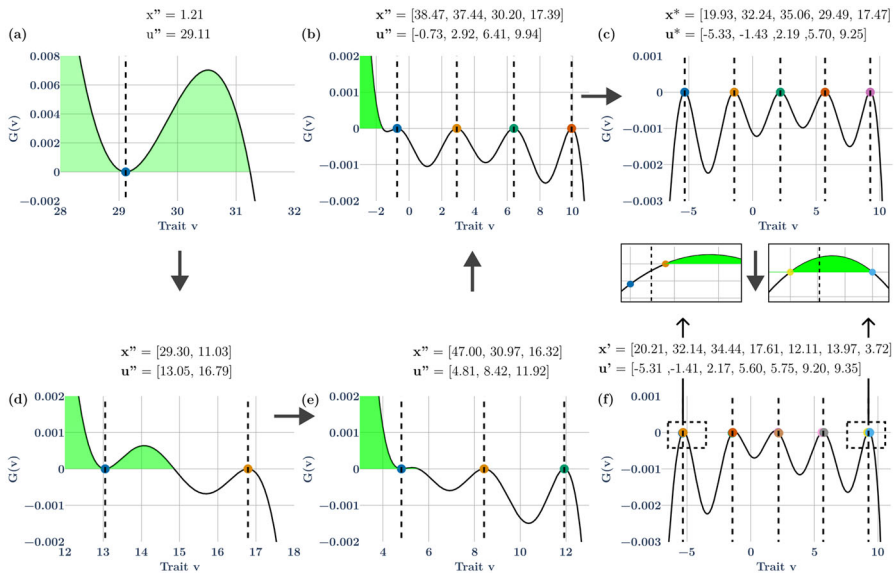 x” = 1.21
u” = 29.11
(a)
0.008
0.006
0.004
0.002
0
−0.002
G(v)
28 29 30 31 32
Trait v
x” = [38.47, 37.44, 30.20, 17.39]
u” = [-0.73, 2.92, 6.41, 9.94]
(b)
0.002
0.001
0
−0.001
−0.002
G(v)
−2 0 2 4 6 8 10
Trait v
x* = [19.93, 32.24, 35.06, 29.49, 17.47]
u* = [-5.33, -1.43 ,2.19 ,5.70, 9.25]
(c)
0.001
0
−0.001
−0.002
−0.003
G(v)
−5 0 5 10
Trait v
x” = [29.30, 11.03]
u” = [13.05, 16.79]
(d)
0.002
0.001
0
−0.001
−0.002
G(v)
12 13 14 15 16 17 18
Trait v
x” = [47.00, 30.97, 16.32]
u” = [4.81, 8.42, 11.92]
(e)
0.002
0.001
0
−0.001
−0.002
G(v)
4 6 8 10 12
Trait v
x’ = [20.21, 32.14, 34.44, 17.61, 12.11, 13.97, 3.72]
u’ = [-5.31 ,-1.41, 2.17, 5.60, 5.75, 9.20, 9.35]
(f)
0.001
0
−0.001
−0.002
−0.003
G(v)
−5 0 5 10
Trait v